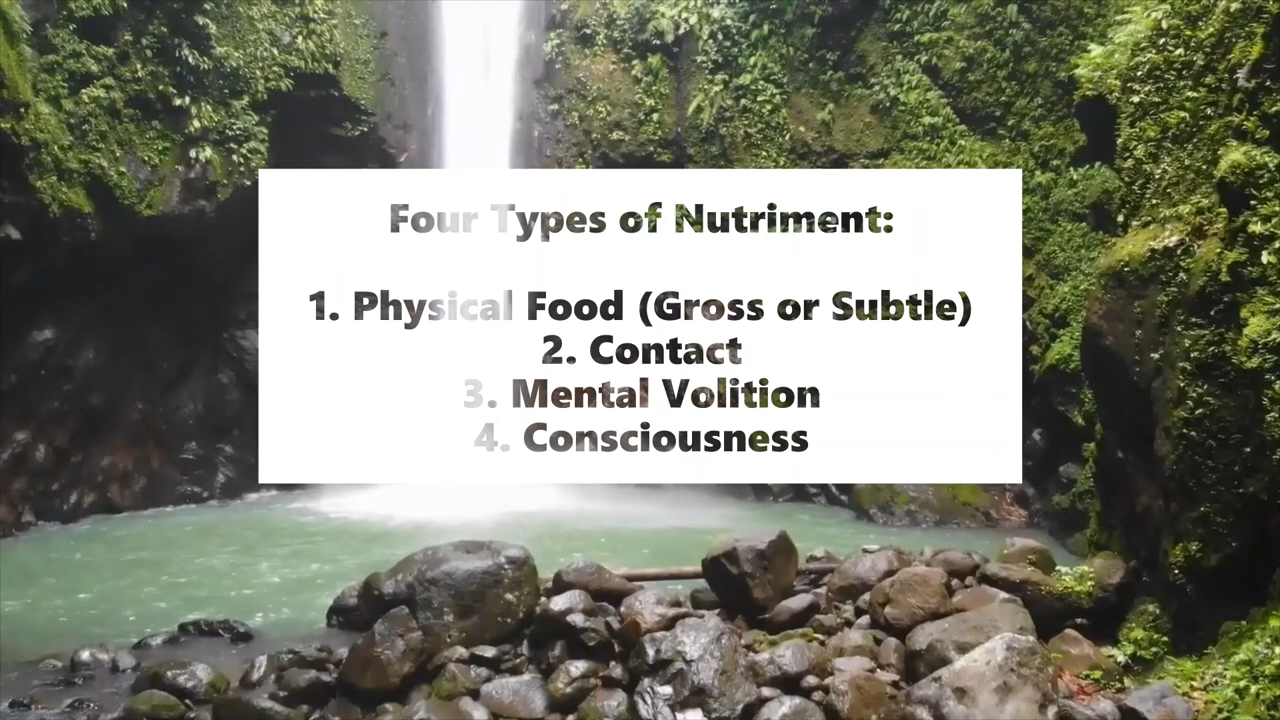 Four Types of Nutriment:
1. Physical Food (Gross or Subtle)
2. Contact
3. Mental Volition
4. Consciousness